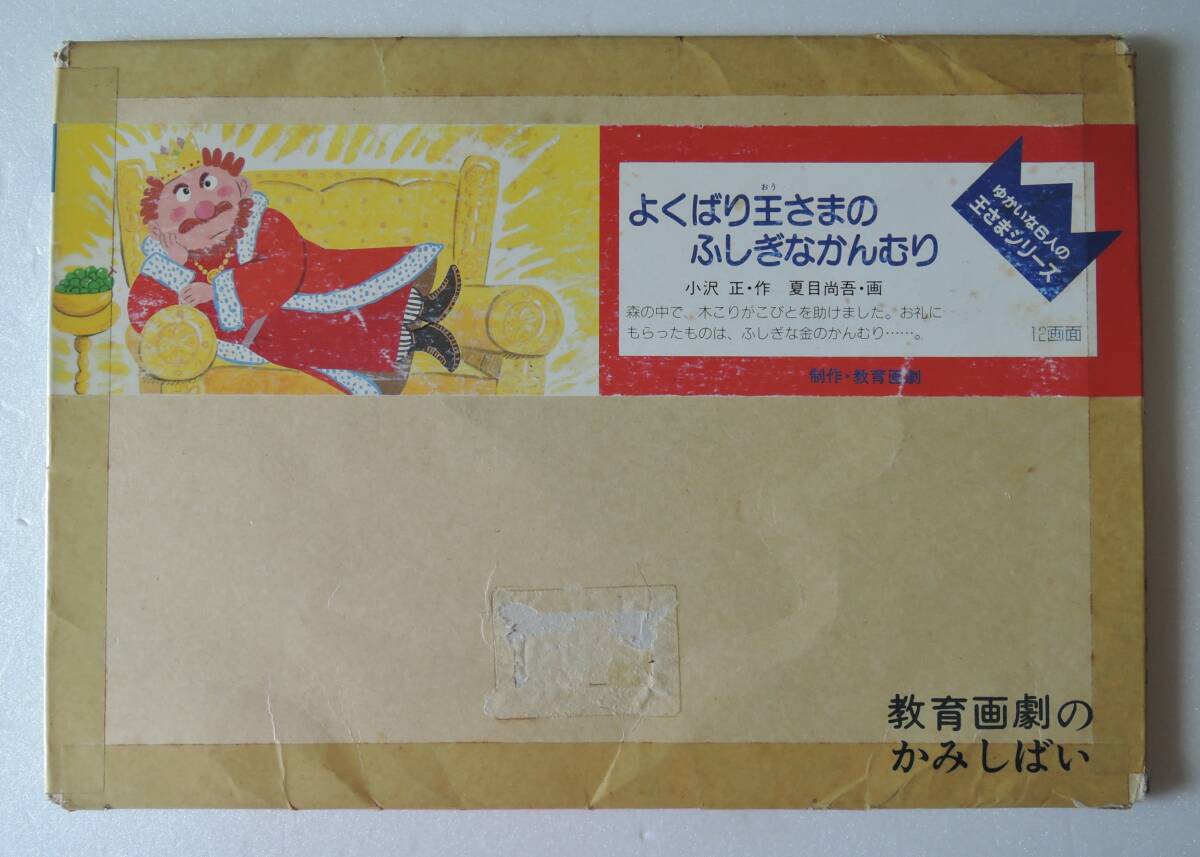 よくばり王さまの
おう
ふしぎなかんむり
小沢 正・作 夏目尚吾・画
森の中で、木こりがこびとを助けました。お礼に
もらったものは、ふしぎな金のかんむり……。
12画面
ゆかいな6人の
王さまシリーズ
制作・教育画劇
教育画劇の
かみしばい